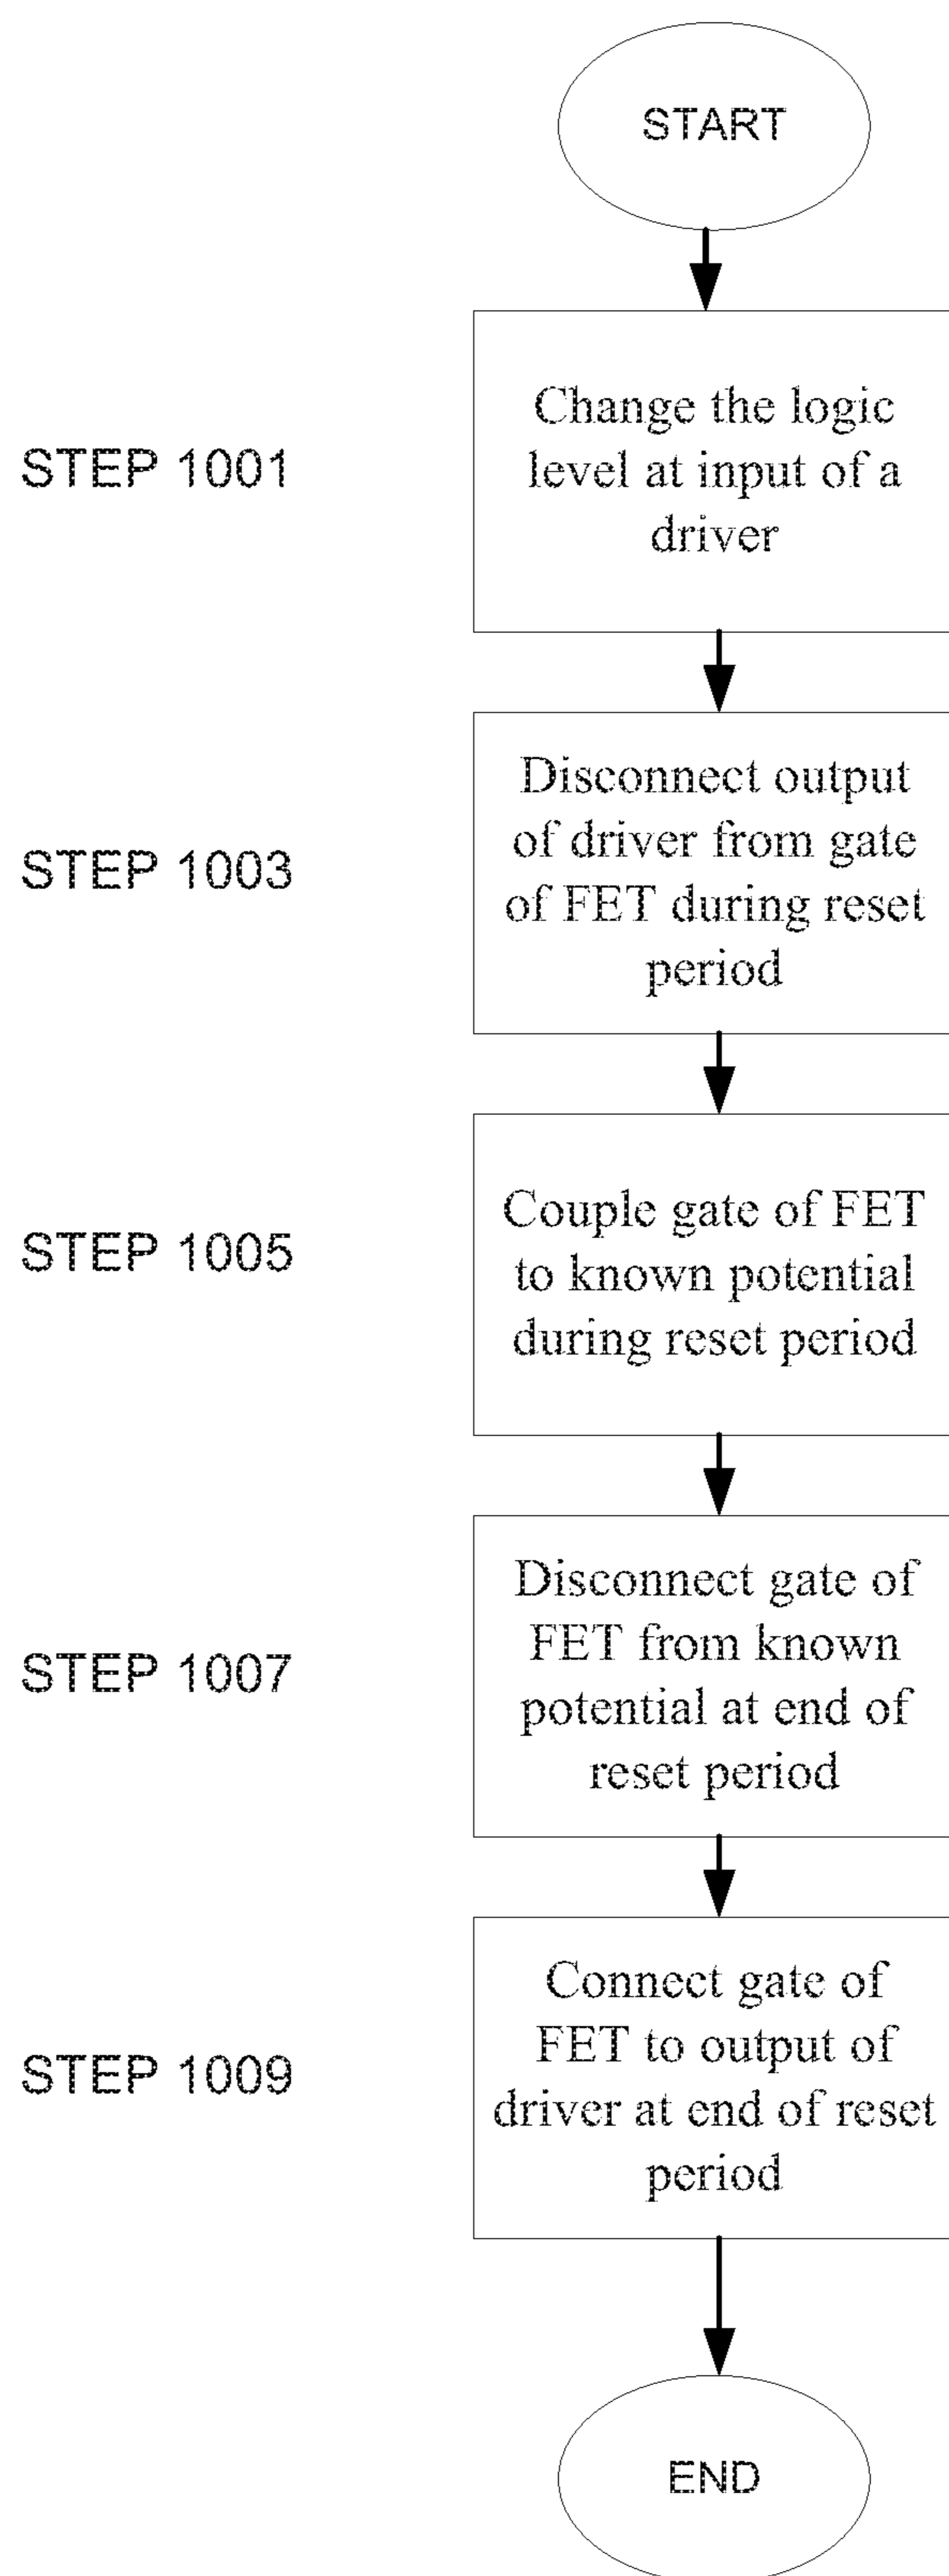 START
STEP 1001
Change the logic
level at input of a
driver
STEP 1003
Disconnect output
of driver from gate
of FET during reset
period
STEP 1005
Couple gate of FET
to known potential
during reset period
STEP 1007
Disconnect gate of
FET from known
potential at end of
reset period
STEP 1009
Connect gate of
FET to output of
driver at end of reset
period
END